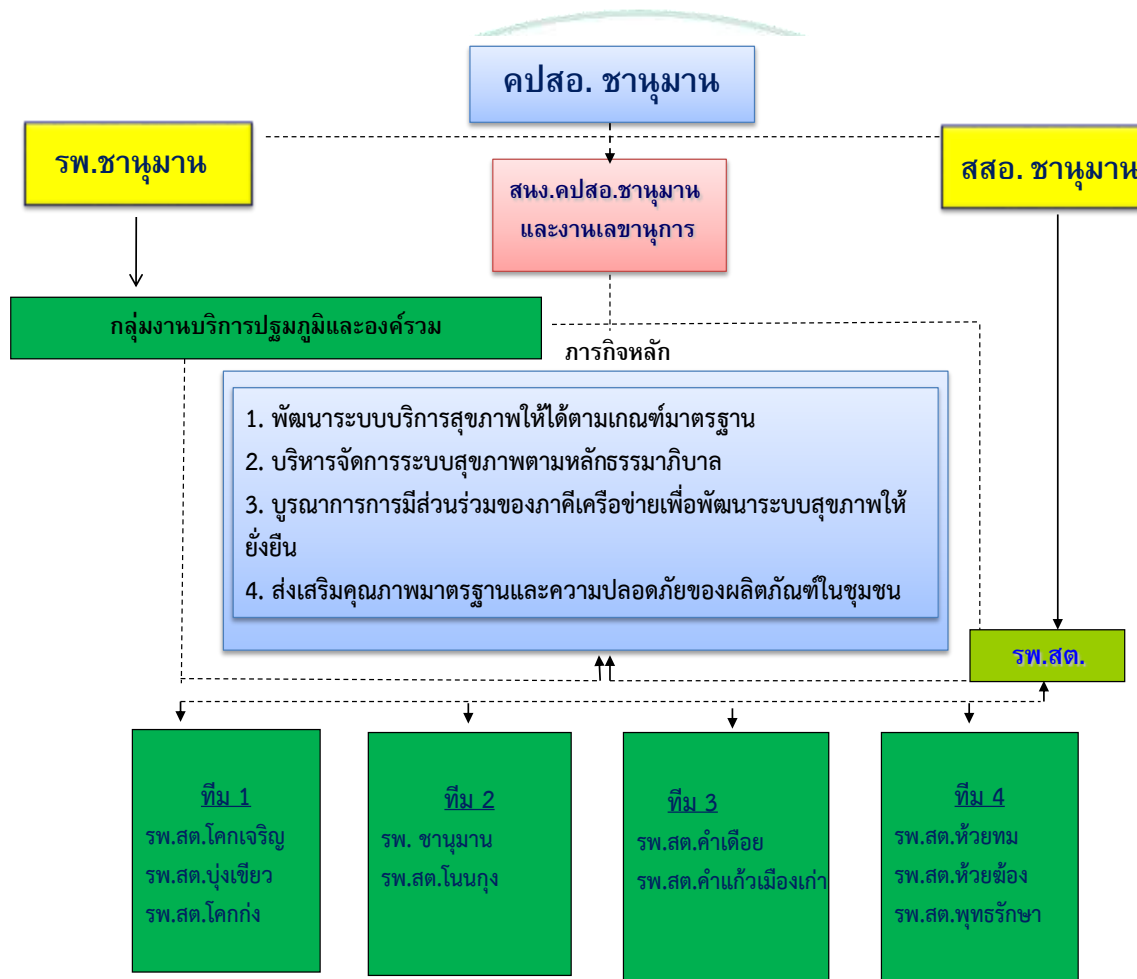 คปสอ. ชานุมาน
รพ.ชานุมาน
สสอ. ชานุมาน
สนง.คปสอ.ชานุมาน
และงานเลขานุการ
กลุ่มงานบริการปฐมภูมิและองค์รวม
ภารกิจหลัก
1. พัฒนาระบบบริการสุขภาพให้ได้ตามเกณฑ์มาตรฐาน
2. บริหารจัดการระบบสุขภาพตามหลักธรรมาภิบาล
3. บูรณาการการมีส่วนร่วมของภาคีเครือข่ายเพื่อพัฒนาระบบสุขภาพให้
ยั่งยืน
4. ส่งเสริมคุณภาพมาตรฐานและความปลอดภัยของผลิตภัณฑ์ในชุมชน
รพ.สต.
ทีม 1
รพ.สต.โคกเจริญ
รพ.สต.บุ่งเขียว
รพ.สต.โคกก่ง
ทีม 2
รพ. ชานุมาน
รพ.สต.โนนกุง
ทีม 3
รพ.สต.คำเดือย
รพ.สต.คำแก้วเมืองเก่า
ทีม 4
รพ.สต.ห้วยทม
รพ.สต.ห้วยฆ้อง
รพ.สต.พุทธรักษา